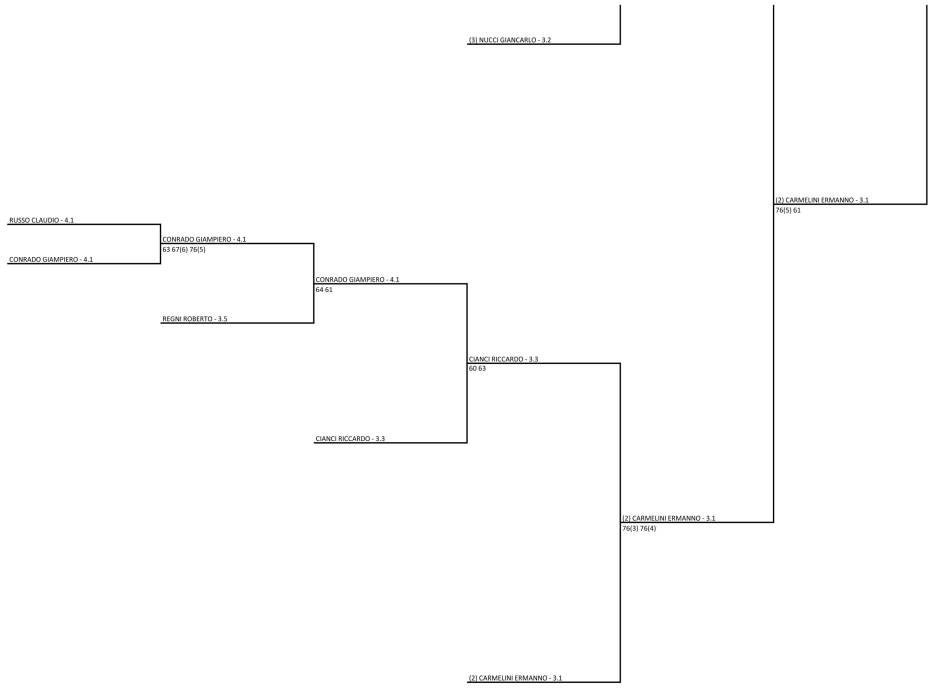 (3) NUCCI GIANCARLO - 3.2
(2) CARMELINI ERMANNO - 3.1
76(5) 61
RUSSO CLAUDIO - 4.1
CONRADO GIAMPIERO - 4.1
63 67(6) 76(5)
CONRADO GIAMPIERO - 4.1
CONRADO GIAMPIERO - 4.1
64 61
REGNI ROBERTO - 3.5
CIANCI RICCARDO - 3.3
60 63
CIANCI RICCARDO - 3.3
(2) CARMELINI ERMANNO - 3.1
76(3) 76(4)
(2) CARMELINI ERMANNO - 3.1